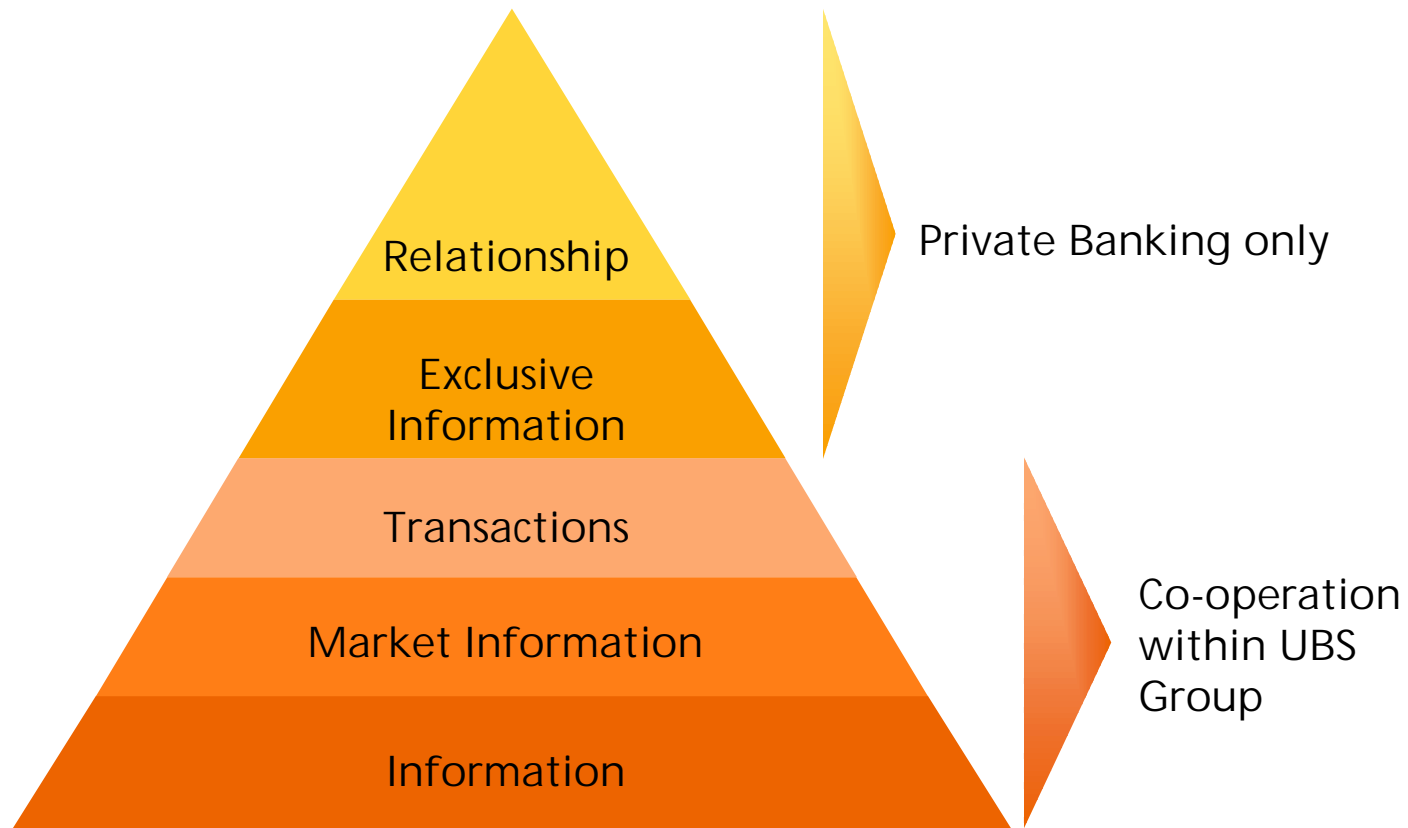 Relationship
Private Banking only
Exclusive
Information
Transactions
Market Information
Information
Co-operation
within UBS
Group